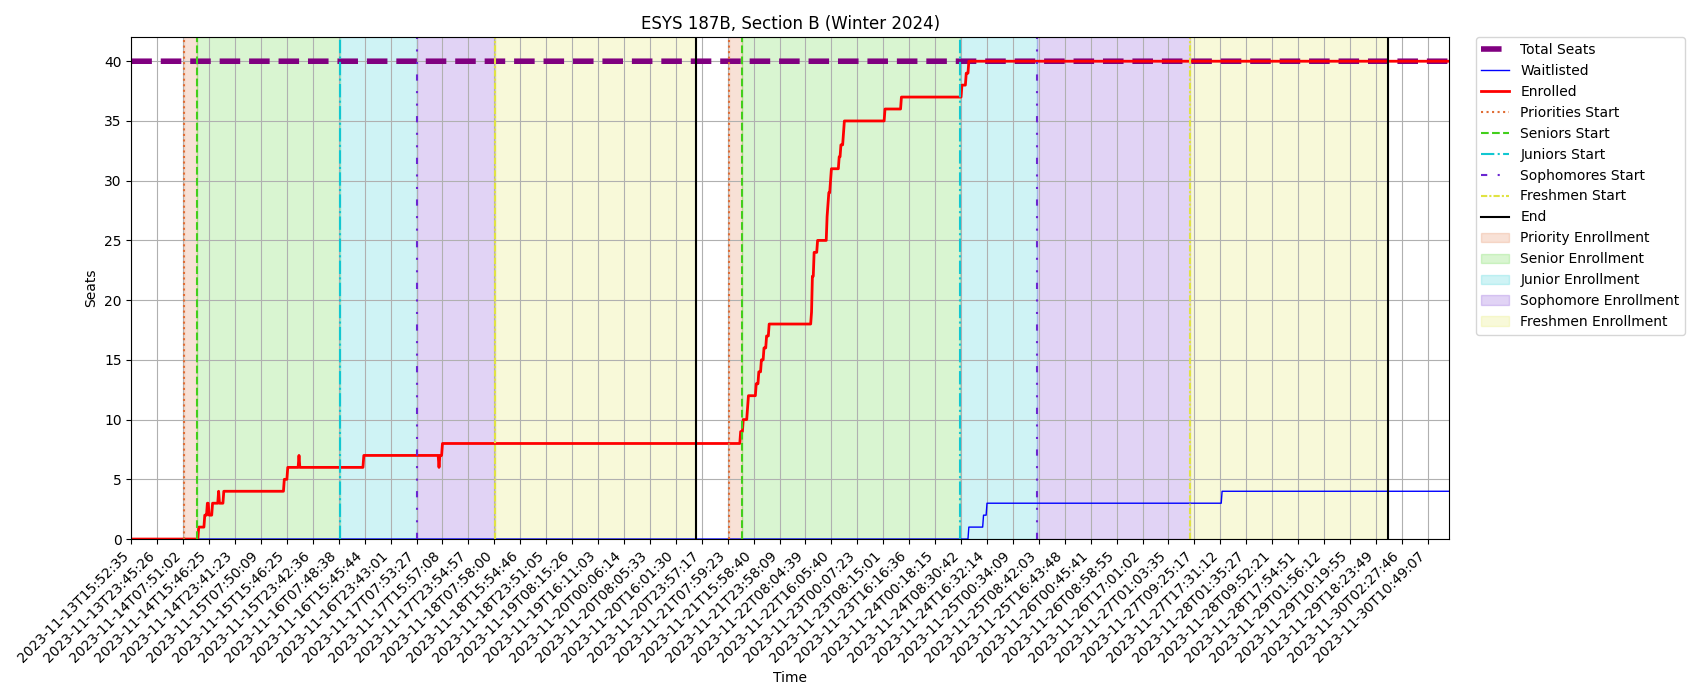 ESYS 187B, Section B (Winter 2024)
Seats
40
35
30
25
20
15
10
5
0
2023-11-13T15:52:35
2023-11-13T23:45:26
2023-11-14T07:51:02
2023-11-14T15:46:25
2023-11-14T23:41:23
2023-11-15T07:50:09
2023-11-15T15:46:25
2023-11-15T23:42:36
2023-11-16T07:48:38
2023-11-16T15:45:44
2023-11-16T23:43:01
2023-11-17T07:53:27
2023-11-17T15:57:08
2023-11-17T23:54:57
2023-11-18T07:58:00
2023-11-18T15:54:46
2023-11-18T23:51:05
2023-11-19T08:15:26
2023-11-19T16:11:03
2023-11-20T00:06:14
2023-11-20T08:05:33
2023-11-20T16:01:30
2023-11-20T23:57:17
2023-11-21T07:59:23
2023-11-21T15:58:40
2023-11-21T23:58:09
2023-11-22T08:04:39
2023-11-22T16:05:40
2023-11-23T00:07:23
2023-11-23T08:15:01
2023-11-23T16:16:36
2023-11-24T00:18:15
2023-11-24T08:30:42
2023-11-24T16:32:14
2023-11-25T00:34:09
2023-11-25T08:42:03
2023-11-25T16:43:48
2023-11-26T00:45:41
2023-11-26T08:58:55
2023-11-26T17:01:02
2023-11-27T01:03:35
2023-11-27T09:25:17
2023-11-27T17:31:12
2023-11-28T01:35:27
2023-11-28T09:52:21
2023-11-28T17:54:51
2023-11-29T01:56:12
2023-11-29T10:19:55
2023-11-29T18:23:49
2023-11-30T02:27:46
2023-11-30T10:49:07
Time
Total Seats
Waitlisted
Enrolled
Priorities Start
Seniors Start
Juniors Start
Sophomores Start
Freshmen Start
End
Priority Enrollment
Senior Enrollment
Junior Enrollment
Sophomore Enrollment
Freshmen Enrollment